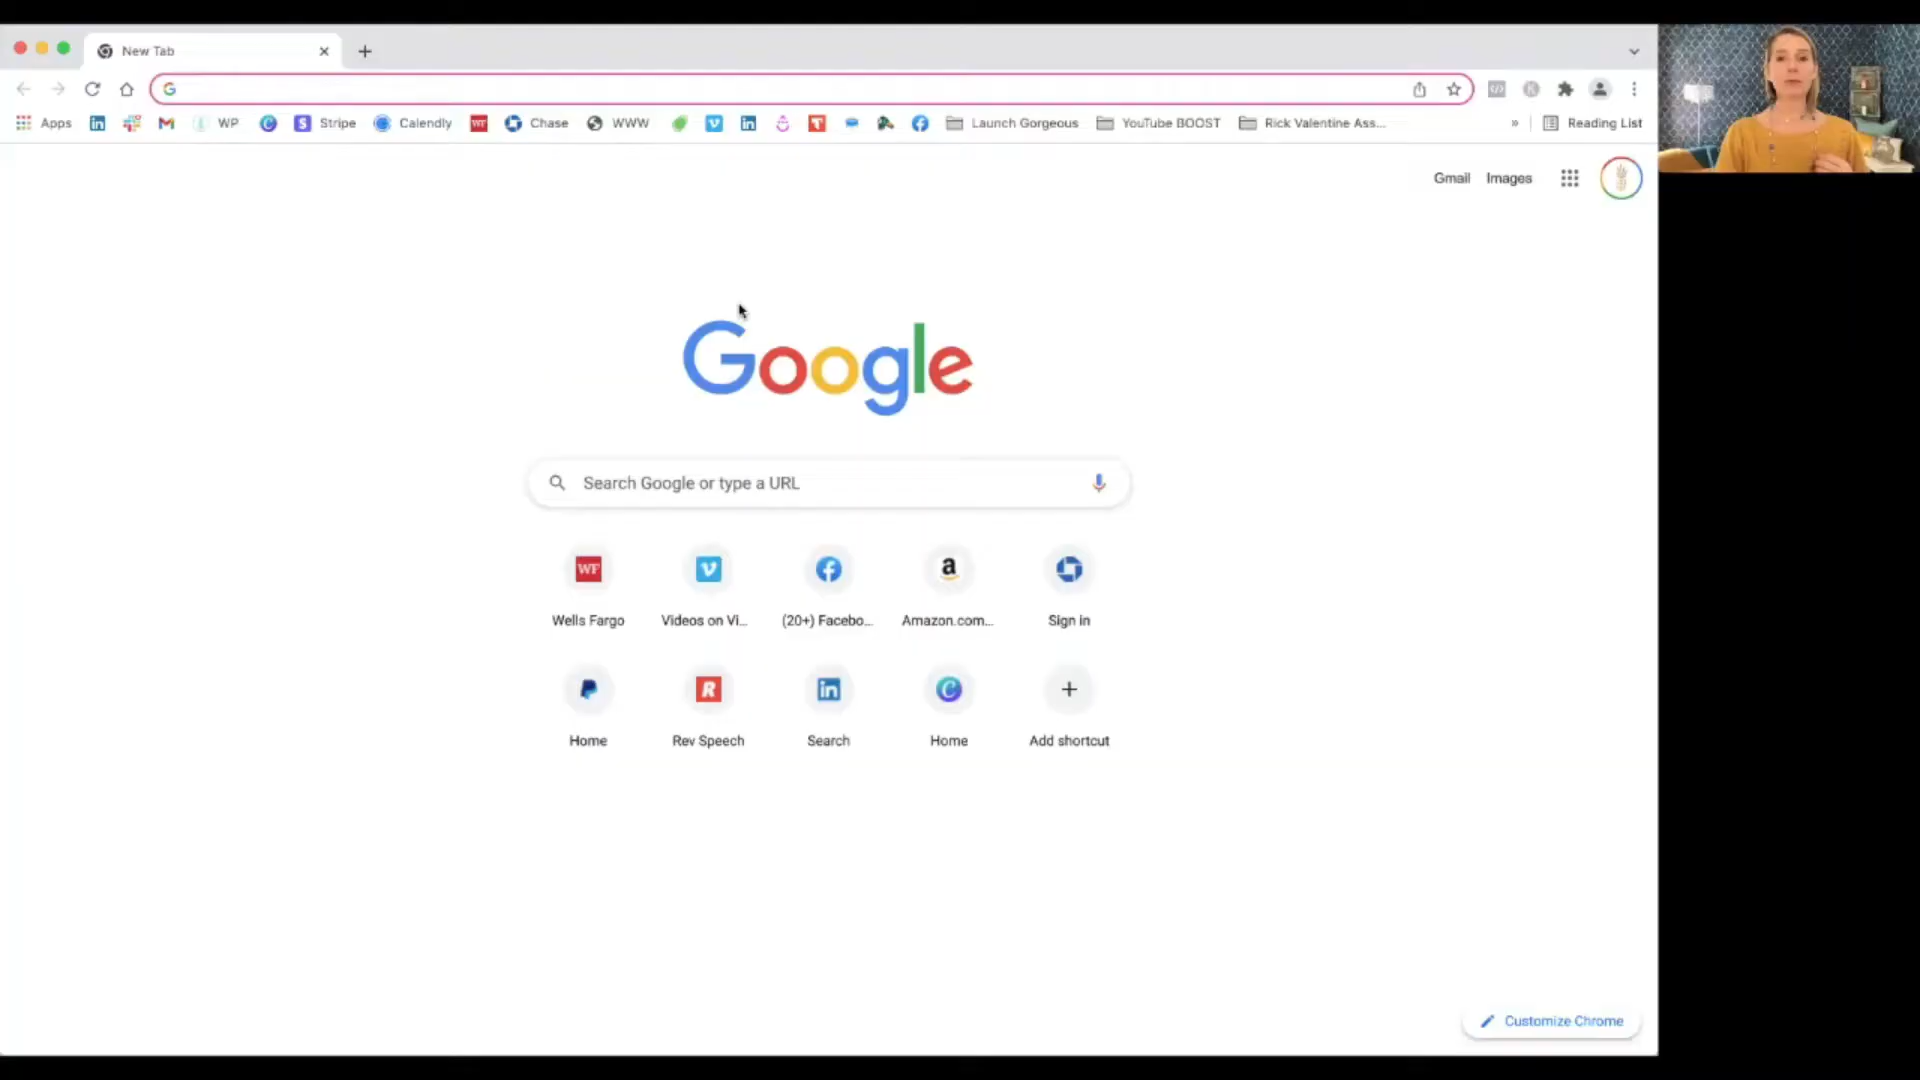 New Tab
Apps WP Stripe Calendly WF Chase WWW Launch Gorgeous YouTube BOOST Rick Valentine Ass... » Reading List
Gmail Images
Google
Search Google or type a URL
WF
Wells Fargo Videos on Vi... (20+) Facebo... Amazon.com... Sign in
Home Rev Speech Search Home Add shortcut
Customize Chrome